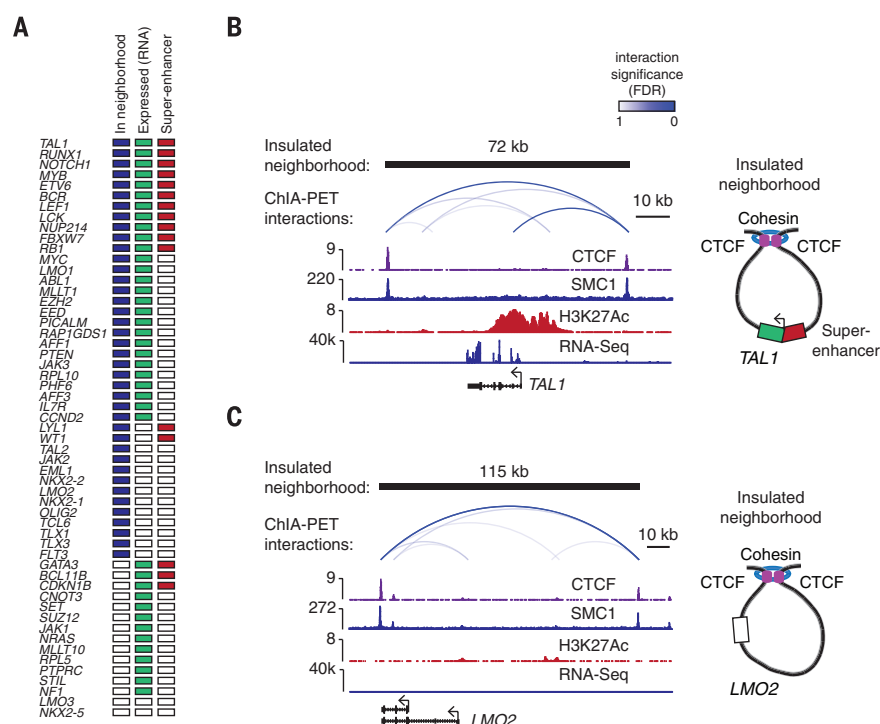 A
In neighborhood
Expressed (RNA)
Super-enhancer
TAL1
RUNX1
NOTCH1
MYB
ETV6
BCR
LEF1
LCK
NUP214
FBXW7
RB1
MYC
LMO1
ABL1
MLLT1
EZH2
EED
PICALM
RAP1GDS1
AFF1
PTEN
JAK3
RPL10
PHF6
AFF3
IL7R
CCND2
LYL1
WT1
TAL2
JAK2
EML1
NKX2-2
LMO2
NKX2-1
OLIG2
TCL6
TLX1
TLX3
FLT3
GATA3
BCL11B
CDKN1B
CNOT3
SET
SUZ12
JAK1
NRAS
MLLT10
RPL5
PTPRC
STIL
NF1
LMO3
NKX2-5
B
interaction
significance
(FDR)
1 0
Insulated
neighborhood:
72 kb
ChIA-PET
interactions:
10 kb
9
CTCF
220
SMC1
8
H3K27Ac
40k
RNA-Seq
TAL1
Insulated
neighborhood
Cohesin
CTCF CTCF
TAL1
Super-
enhancer
C
Insulated
neighborhood:
115 kb
ChIA-PET
interactions:
10 kb
9
CTCF
272
SMC1
8
H3K27Ac
40k
RNA-Seq
LMO2
Insulated
neighborhood
Cohesin
CTCF CTCF
LMO2